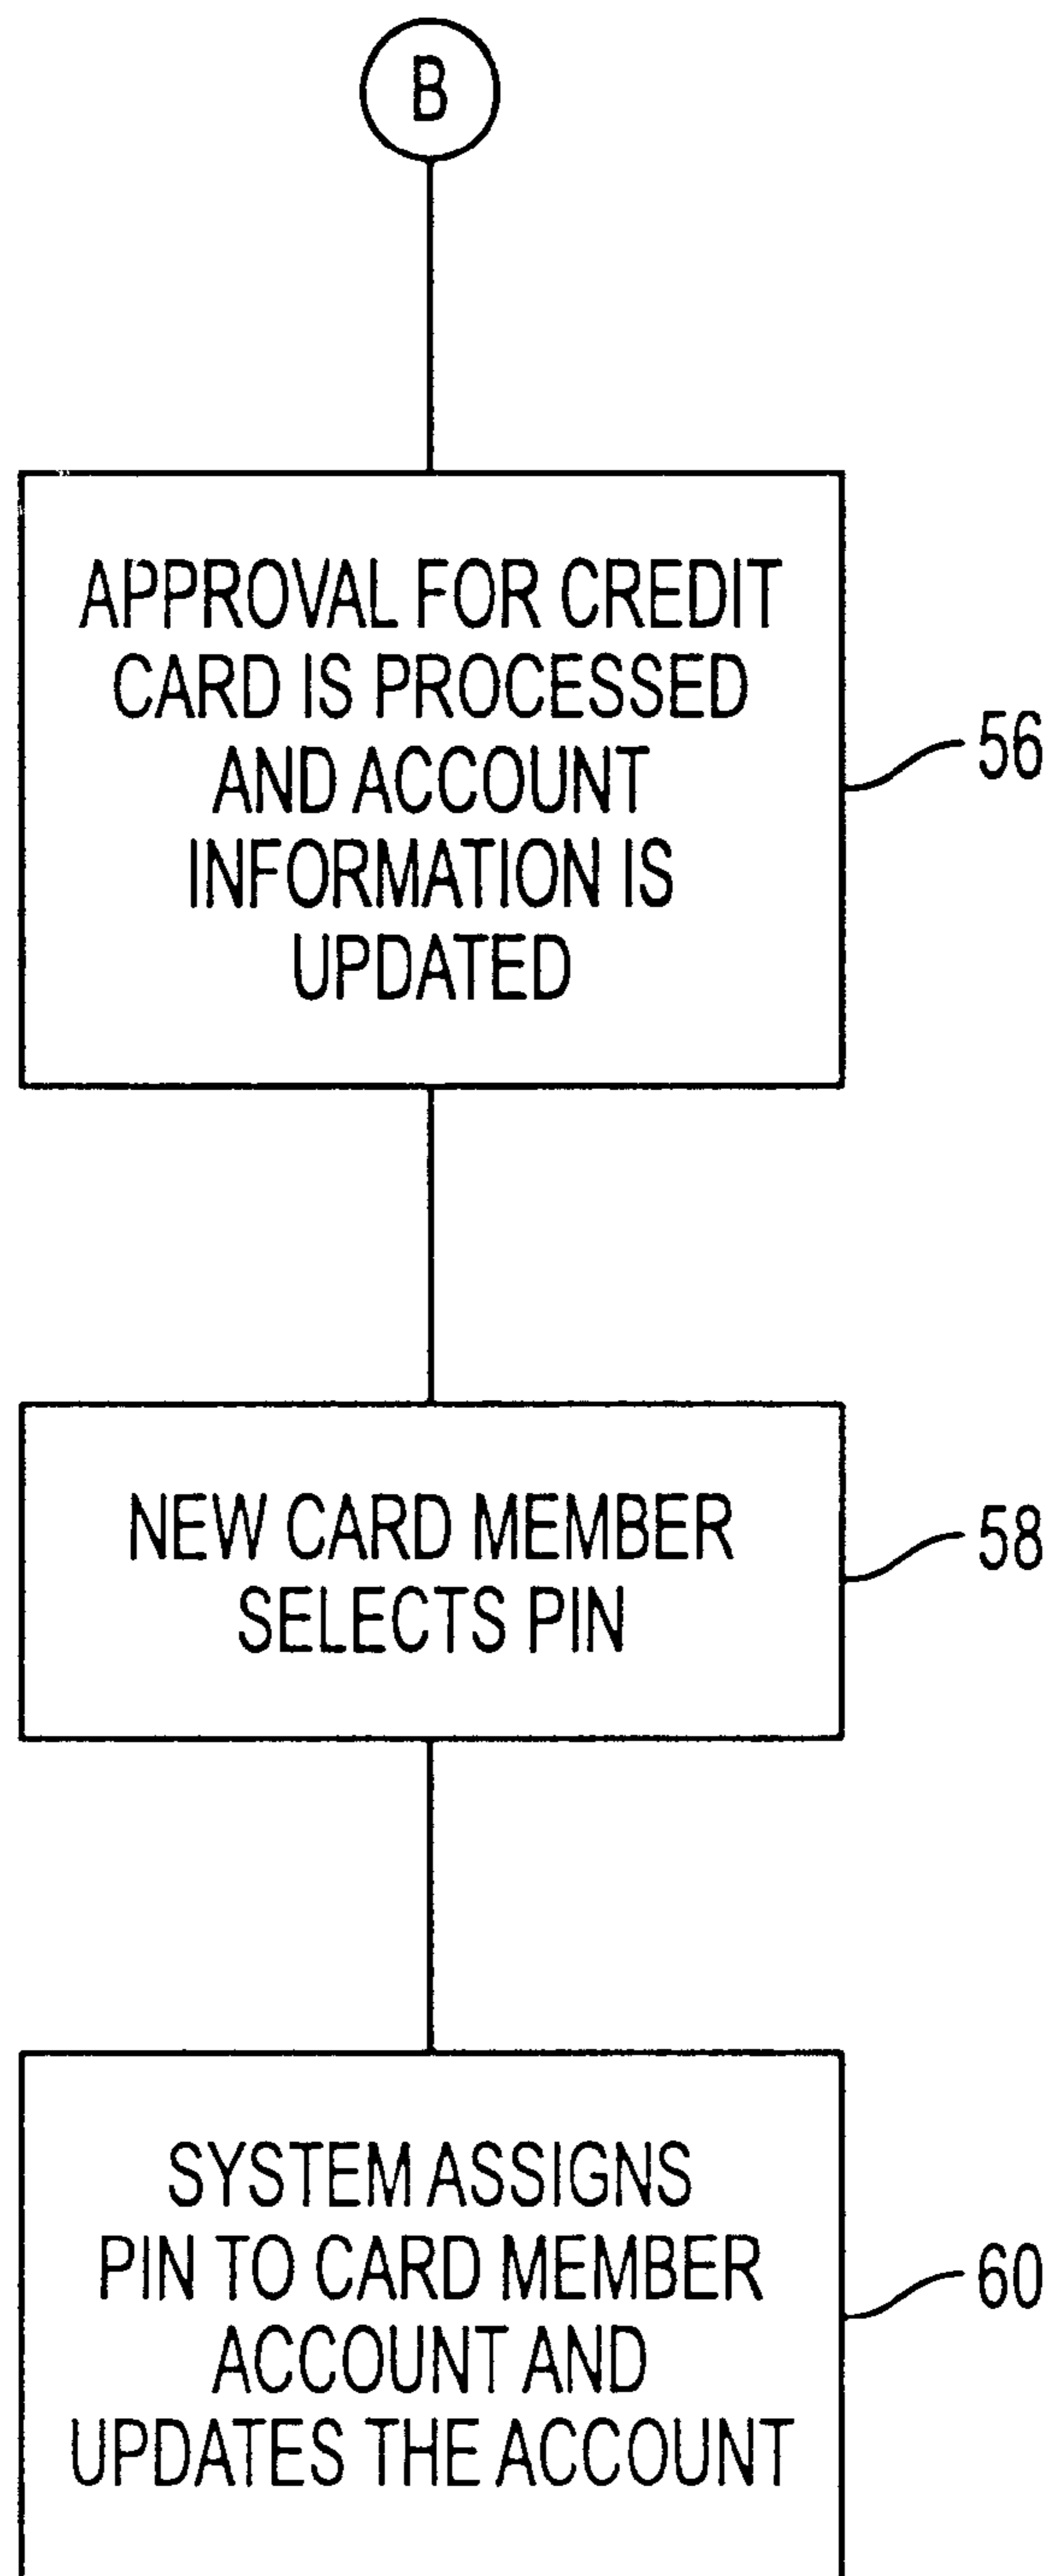 B
APPROVAL FOR CREDIT
CARD IS PROCESSED
AND ACCOUNT
INFORMATION IS
UPDATED
56
NEW CARD MEMBER
SELECTS PIN
58
SYSTEM ASSIGNS
PIN TO CARD MEMBER
ACCOUNT AND
UPDATES THE ACCOUNT
60